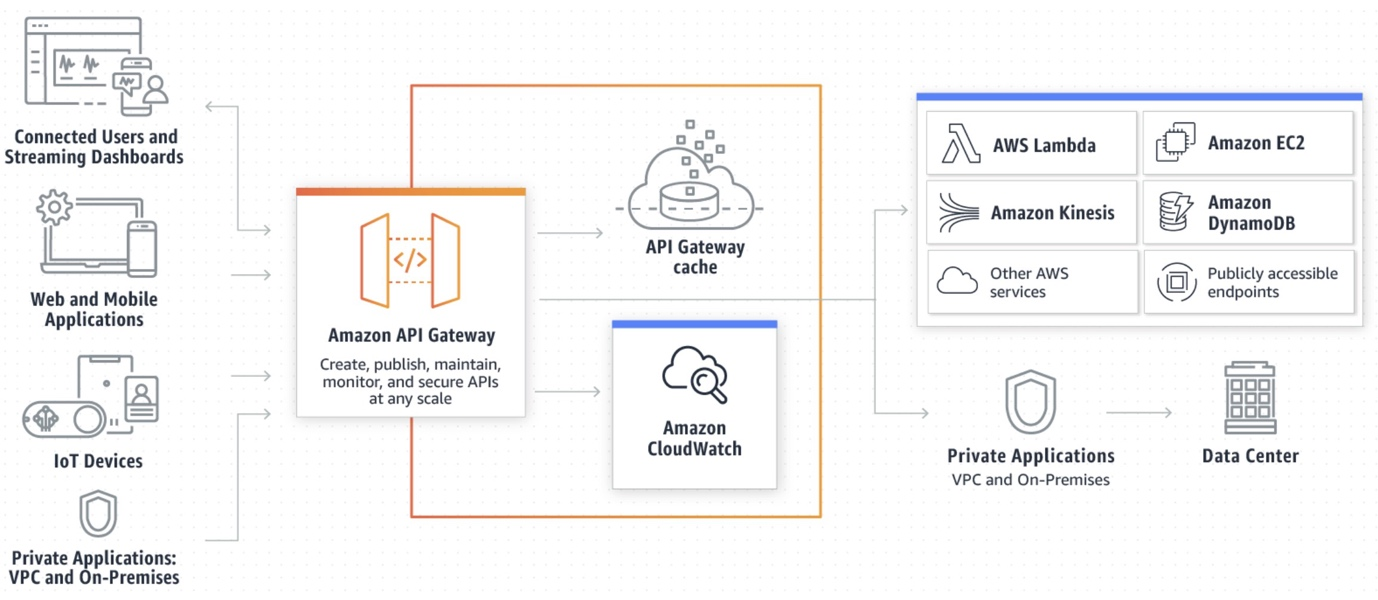 Connected Users and
Streaming Dashboards
Web and Mobile
Applications
IoT Devices
Private Applications:
VPC and On-Premises
</>
Amazon API Gateway
Create, publish, maintain,
monitor, and secure APIs
at any scale
API Gateway
cache
Amazon
CloudWatch
AWS Lambda
Amazon EC2
Amazon Kinesis
Amazon
DynamoDB
Other AWS
services
Publicly accessible
endpoints
Private Applications
VPC and On-Premises
Data Center